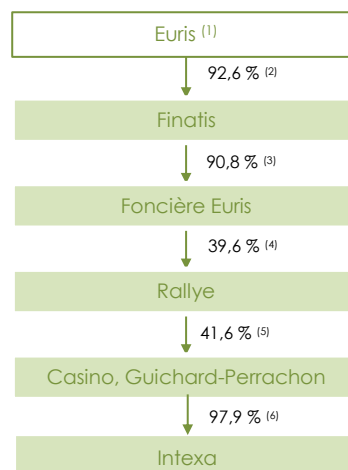 Euris (1)
92,6 % (2)
Finatis
90,8 % (3)
Foncière Euris
39,6 % (4)
Rallye
41,6 % (5)
Casino, Guichard-Perrachon
97,9 % (6)
Intexa